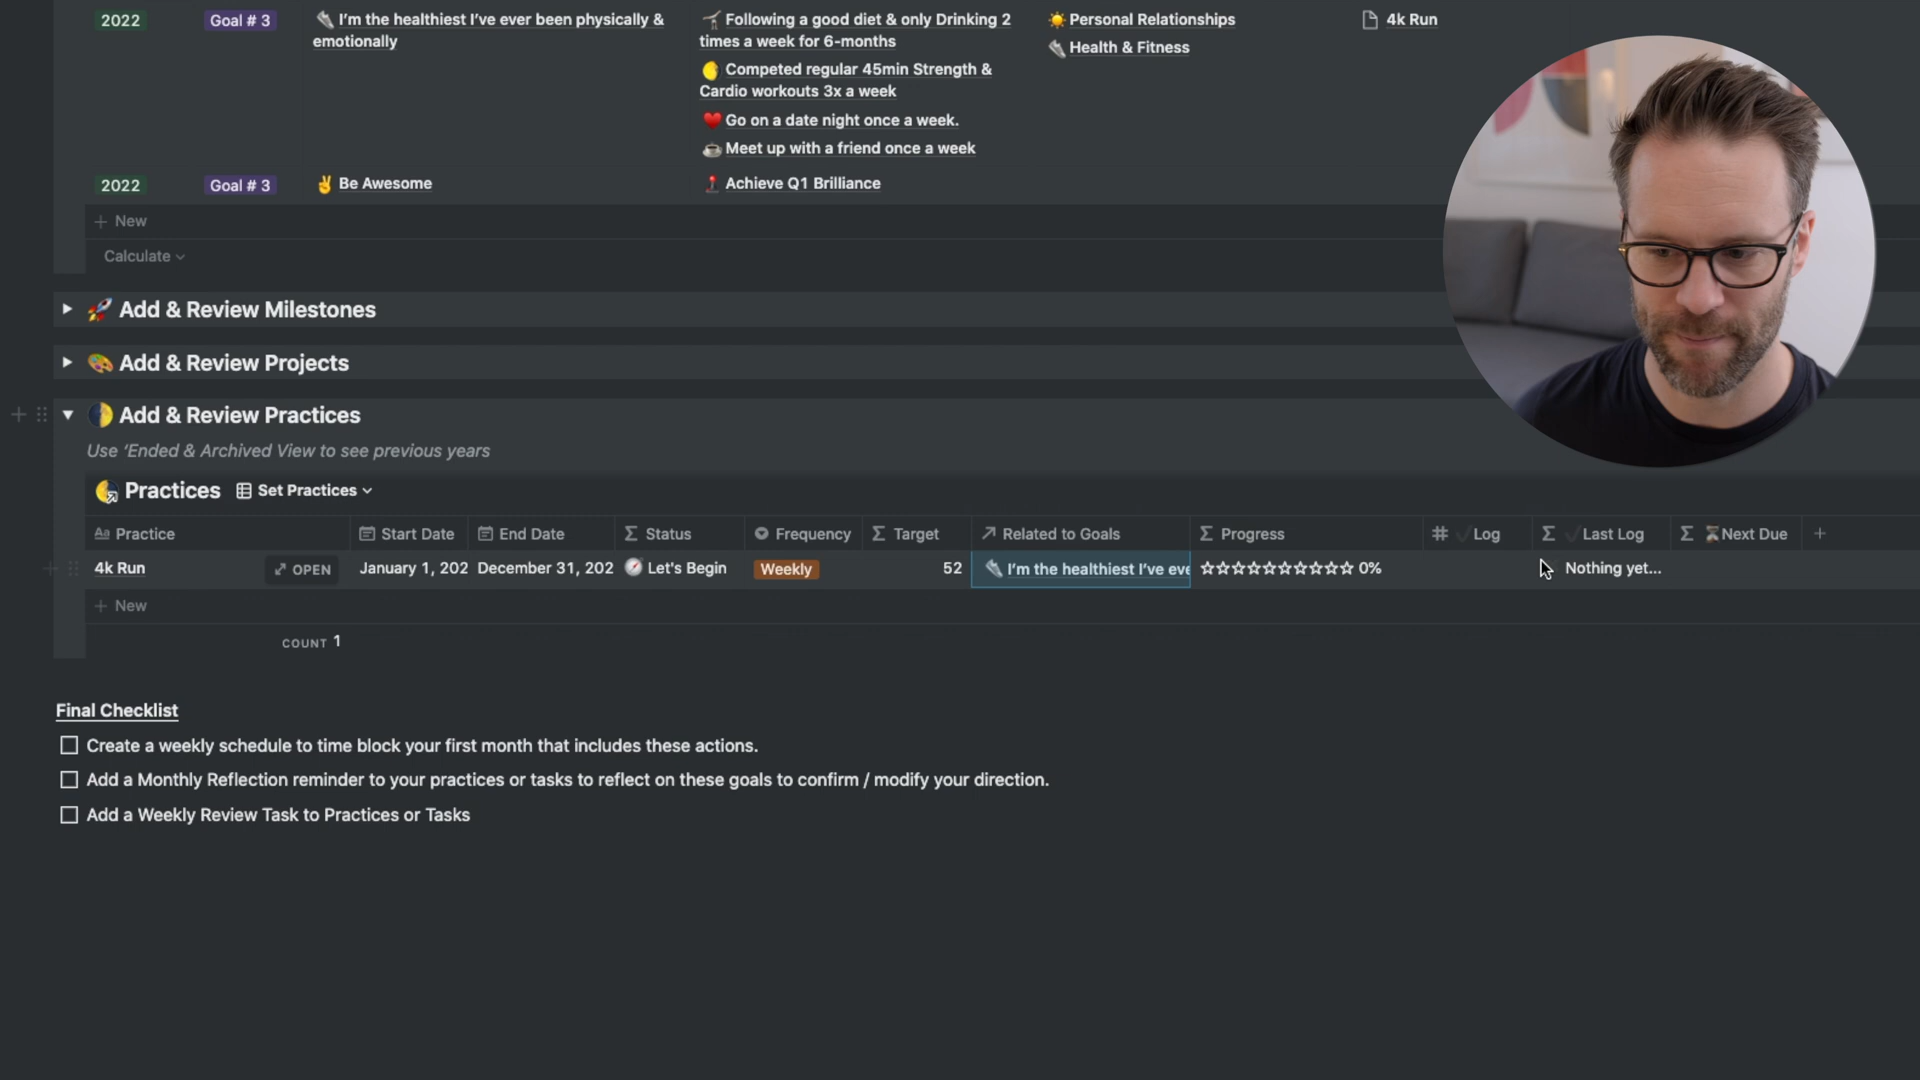 2022 Goal # 3 I'm the healthiest I've ever been physically & Following a good diet & only Drinking 2 Personal Relationships 4k Run
emotionally times a week for 6-months Health & Fitness
Competed regular 45min Strength &
Cardio workouts 3x a week
Go on a date night once a week.
Meet up with a friend once a week
2022 Goal # 3 Be Awesome Achieve Q1 Brilliance
+ New
Calculate
Add & Review Milestones
Add & Review Projects
Add & Review Practices
Use ‘Ended & Archived View to see previous years
Practices Set Practices
Aa Practice Start Date End Date Σ Status Frequency Σ Target Related to Goals Σ Progress # Log Σ Last Log Σ Next Due +
4k Run OPEN January 1, 202 December 31, 202 Let's Begin Weekly 52 I'm the healthiest I've eve 0% Nothing yet...
+ New
COUNT 1
Final Checklist
Create a weekly schedule to time block your first month that includes these actions.
Add a Monthly Reflection reminder to your practices or tasks to reflect on these goals to confirm / modify your direction.
Add a Weekly Review Task to Practices or Tasks